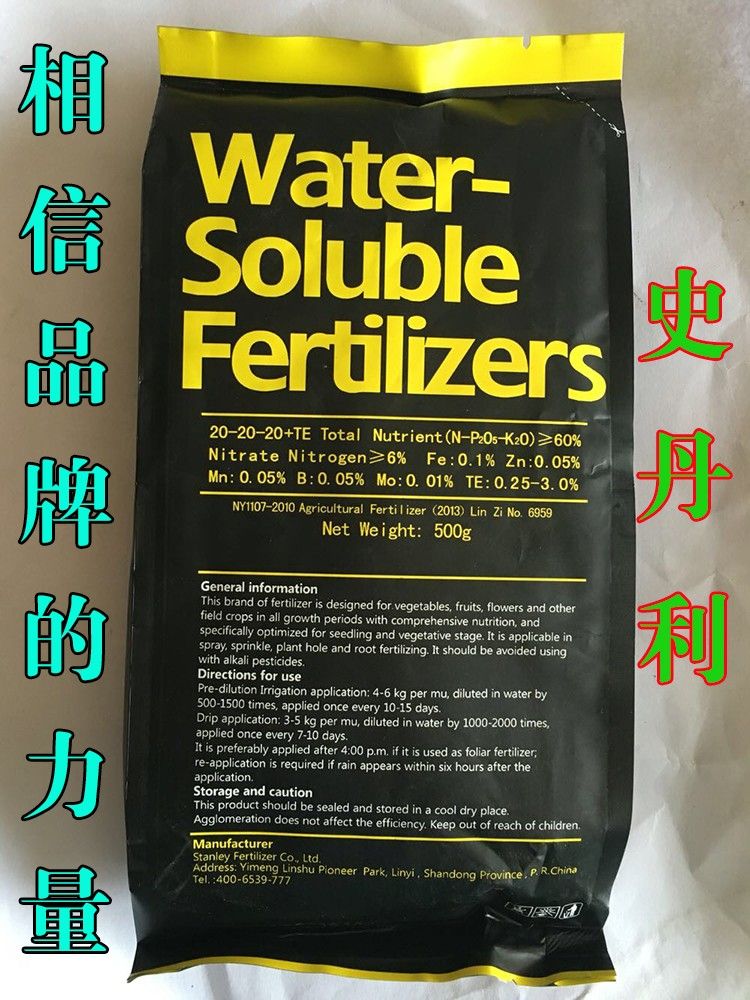 相信品牌的力量
Water-
Soluble
Fertilizers
20-20-20+TE Total Nutrient(N-P₂O₅-K₂O)≥60%
Nitrate Nitrogen≥6% Fe:0.1% Zn:0.05%
Mn:0.05% B:0.05% Mo:0.01% TE:0.25-3.0%
NY1107-2010 Agricultural Fertilizer (2013) Lin Zi No. 6959
Net Weight: 500g
General information
This brand of fertilizer is designed for vegetables, fruits, flowers and other
field crops in all growth periods with comprehensive nutrition, and
specifically optimized for seedling and vegetative stage. It is applicable in
spray, sprinkle, plant hole and root fertilizing. It should be avoided using
with alkali pesticides.
Directions for use
Pre-dilution Irrigation application: 4-6 kg per mu, diluted in water by
500-1500 times, applied once every 10-15 days.
Drip application: 3-5 kg per mu, diluted in water by 1000-2000 times,
applied once every 7-10 days.
It is preferably applied after 4:00 p.m. if it is used as foliar fertilizer;
re-application is required if rain appears within six hours after the
application.
Storage and caution
This product should be sealed and stored in a cool dry place.
Agglomeration does not affect the efficiency. Keep out of reach of children.
Manufacturer
Stanley Fertilizer Co., Ltd.
Address: Yimeng Linshu Pioneer Park, Linyi, Shandong Province, P.R.China
Tel.:400-6539-777
史丹利